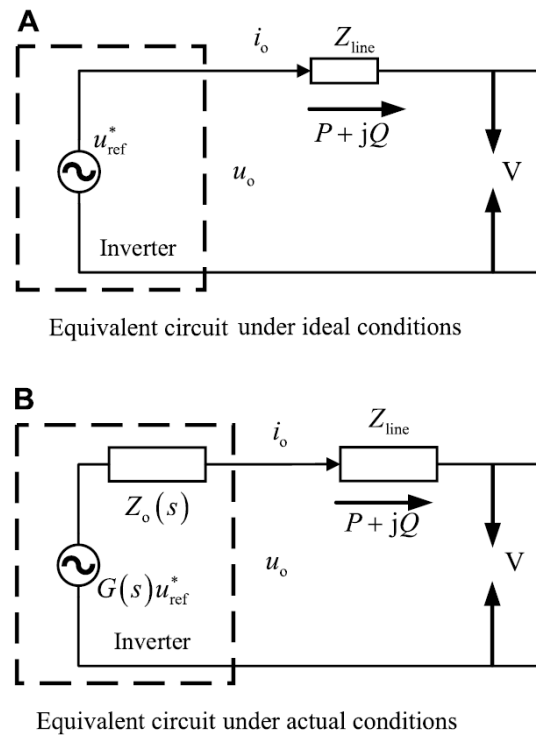 A
i_o
Z_line
P + jQ
u*_ref
u_o
V
Inverter
Equivalent circuit under ideal conditions
B
i_o
Z_line
Z_o(s)
P + jQ
u_o
V
G(s)u*_ref
Inverter
Equivalent circuit under actual conditions